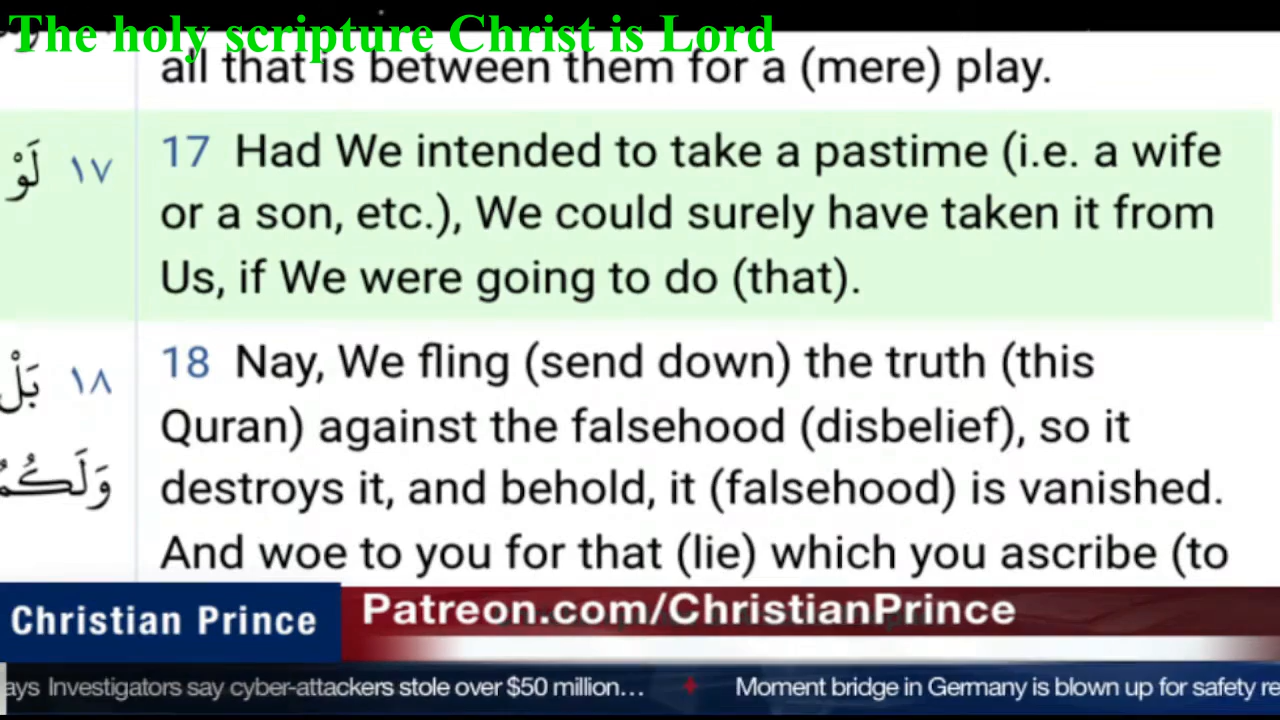 The holy scripture Christ is Lord
all that is between them for a (mere) play.
لَوْ ١٧ 17 Had We intended to take a pastime (i.e. a wife
or a son, etc.), We could surely have taken it from
Us, if We were going to do (that).
بَلْ ١٨ 18 Nay, We fling (send down) the truth (this
Quran) against the falsehood (disbelief), so it
وَلَكُمُ destroys it, and behold, it (falsehood) is vanished.
And woe to you for that (lie) which you ascribe (to
Christian Prince Patreon.com/ChristianPrince
ays Investigators say cyber-attackers stole over $50 million... Moment bridge in Germany is blown up for safety re